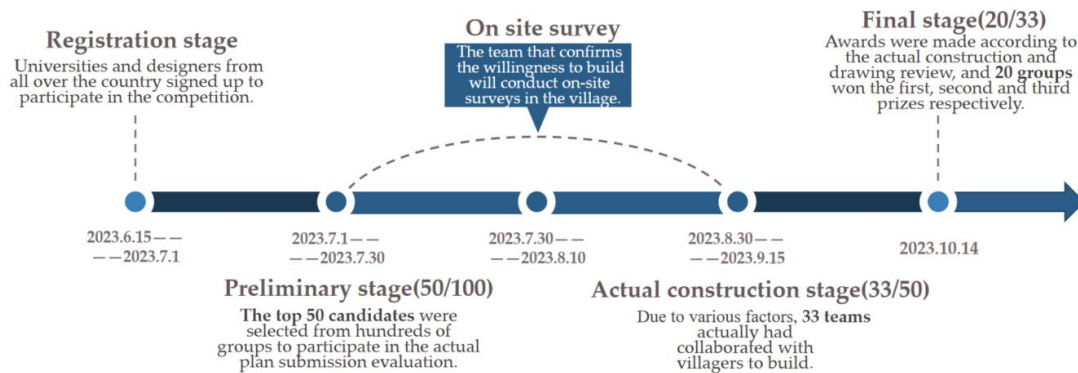 Registration stage
Universities and designers from
all over the country signed up to
participate in the competition.
On site survey
The team that confirms
the willingness to build
will conduct on-site
surveys in the village.
Final stage(20/33)
Awards were made according to
the actual construction and
drawing review, and 20 groups
won the first, second and third
prizes respectively.
2023.6.15——
——2023.7.1
2023.7.1——
——2023.7.30
2023.7.30——
——2023.8.10
2023.8.30——
——2023.9.15
2023.10.14
Preliminary stage(50/100)
The top 50 candidates were
selected from hundreds of
groups to participate in the actual
plan submission evaluation.
Actual construction stage(33/50)
Due to various factors, 33 teams
actually had
collaborated with
villagers to build.